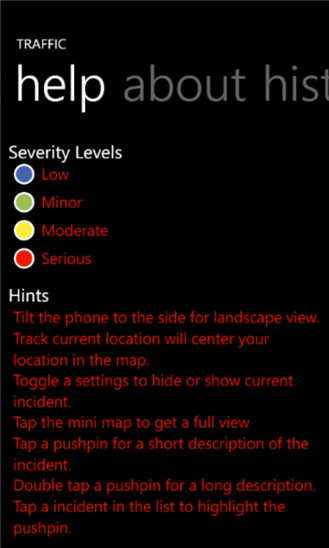 TRAFFIC
help about hist
Severity Levels
Low
Minor
Moderate
Serious
Hints
Tilt the phone to the side for landscape view.
Track current location will center your
location in the map.
Toggle a settings to hide or show current
incident.
Tap the mini map to get a full view
Tap a pushpin for a short description of the
incident.
Double tap a pushpin for a long description.
Tap a incident in the list to highlight the
pushpin.